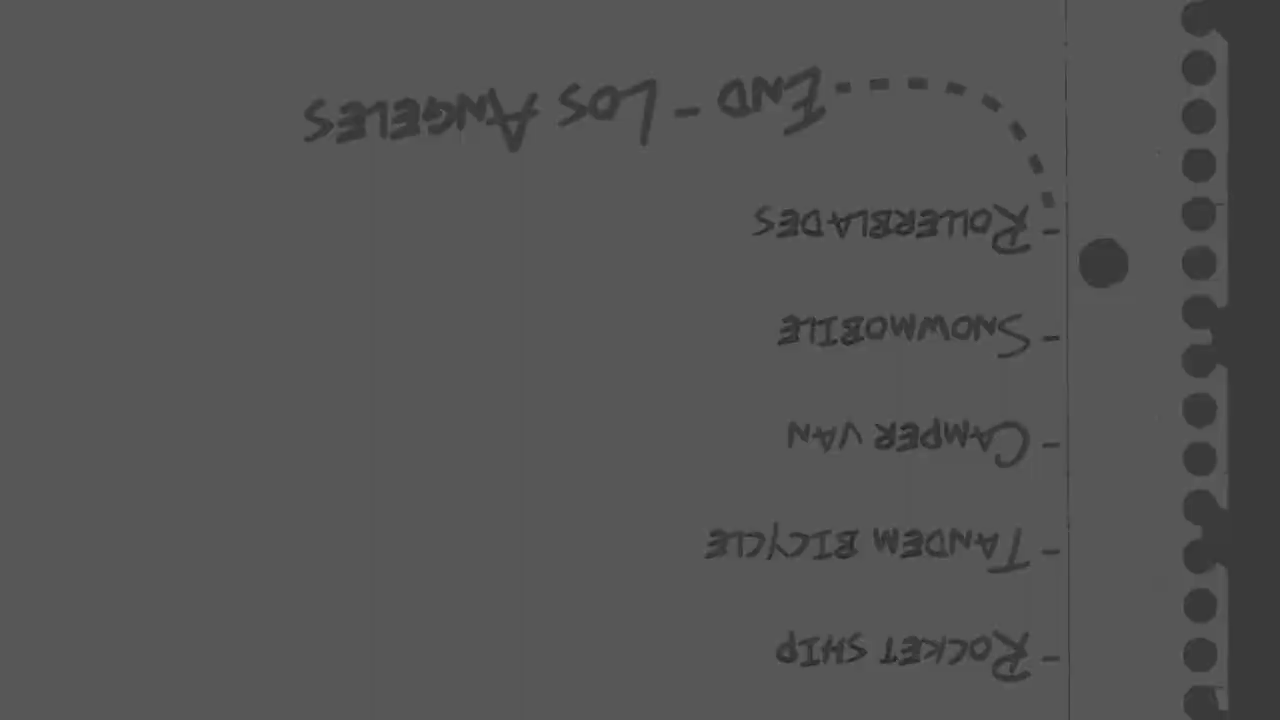 - ROCKET SHIP
- TANDEM BICYCLE
- CAMPER VAN
- SNOWMOBILE
- ROLLERBLADES
END - LOS ANGELES